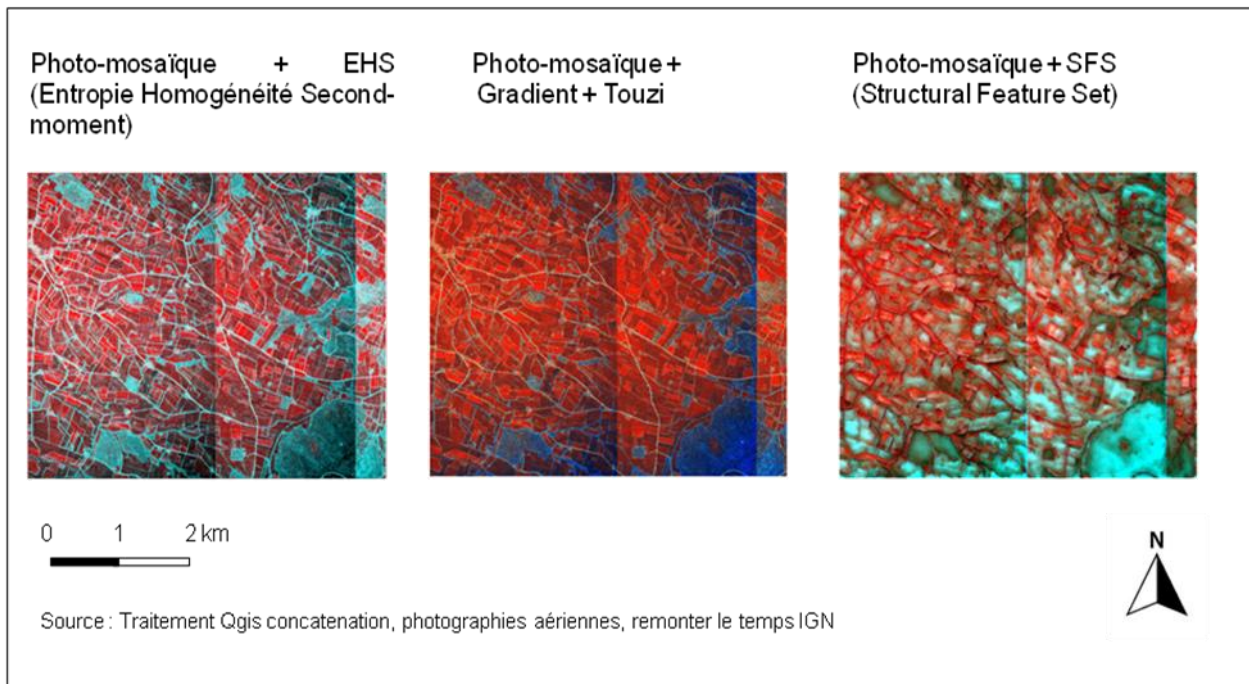 Photo-mosaïque + EHS
(Entropie Homogénéité Second-
moment)
Photo-mosaïque +
Gradient + Touzi
Photo-mosaïque + SFS
(Structural Feature Set)
0 1 2 km
N
Source : Traitement Qgis concatenation, photographies aériennes, remonter le temps IGN